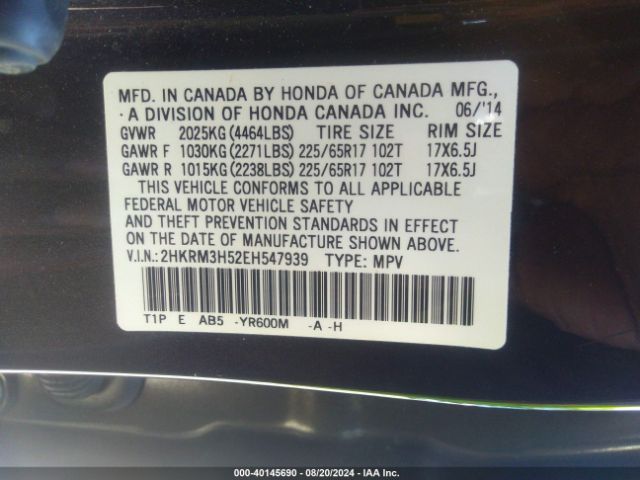 MFD. IN CANADA BY HONDA OF CANADA MFG.,
· A DIVISION OF HONDA CANADA INC. 06/'14
GVWR 2025KG (4464LBS) TIRE SIZE RIM SIZE
GAWR F 1030KG (2271LBS) 225/65R17 102T 17X6.5J
GAWR R 1015KG (2238LBS) 225/65R17 102T 17X6.5J
THIS VEHICLE CONFORMS TO ALL APPLICABLE
FEDERAL MOTOR VEHICLE SAFETY
AND THEFT PREVENTION STANDARDS IN EFFECT
ON THE DATE OF MANUFACTURE SHOWN ABOVE.
V.I.N.: 2HKRM3H52EH547939 TYPE: MPV
T1P E AB5 -YR600M -A -H
000-40145690 - 08/20/2024 - IAA Inc.